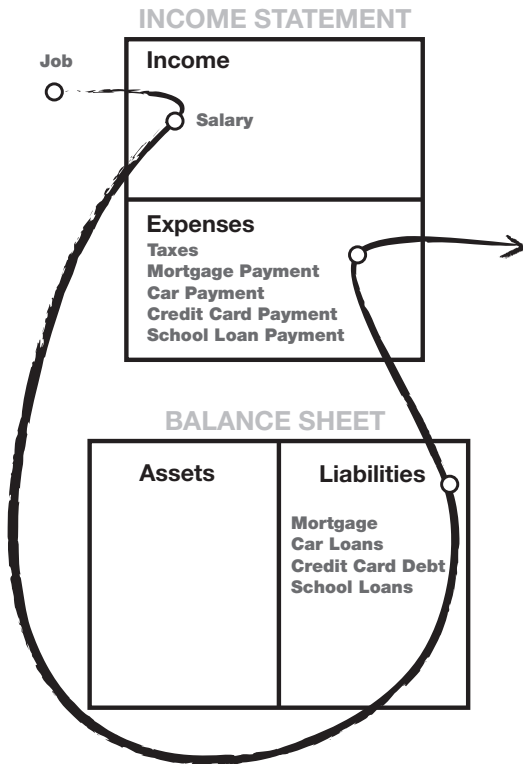 INCOME STATEMENT
Job
Income
Salary
Expenses
Taxes
Mortgage Payment
Car Payment
Credit Card Payment
School Loan Payment
BALANCE SHEET
Assets
Liabilities
Mortgage
Car Loans
Credit Card Debt
School Loans